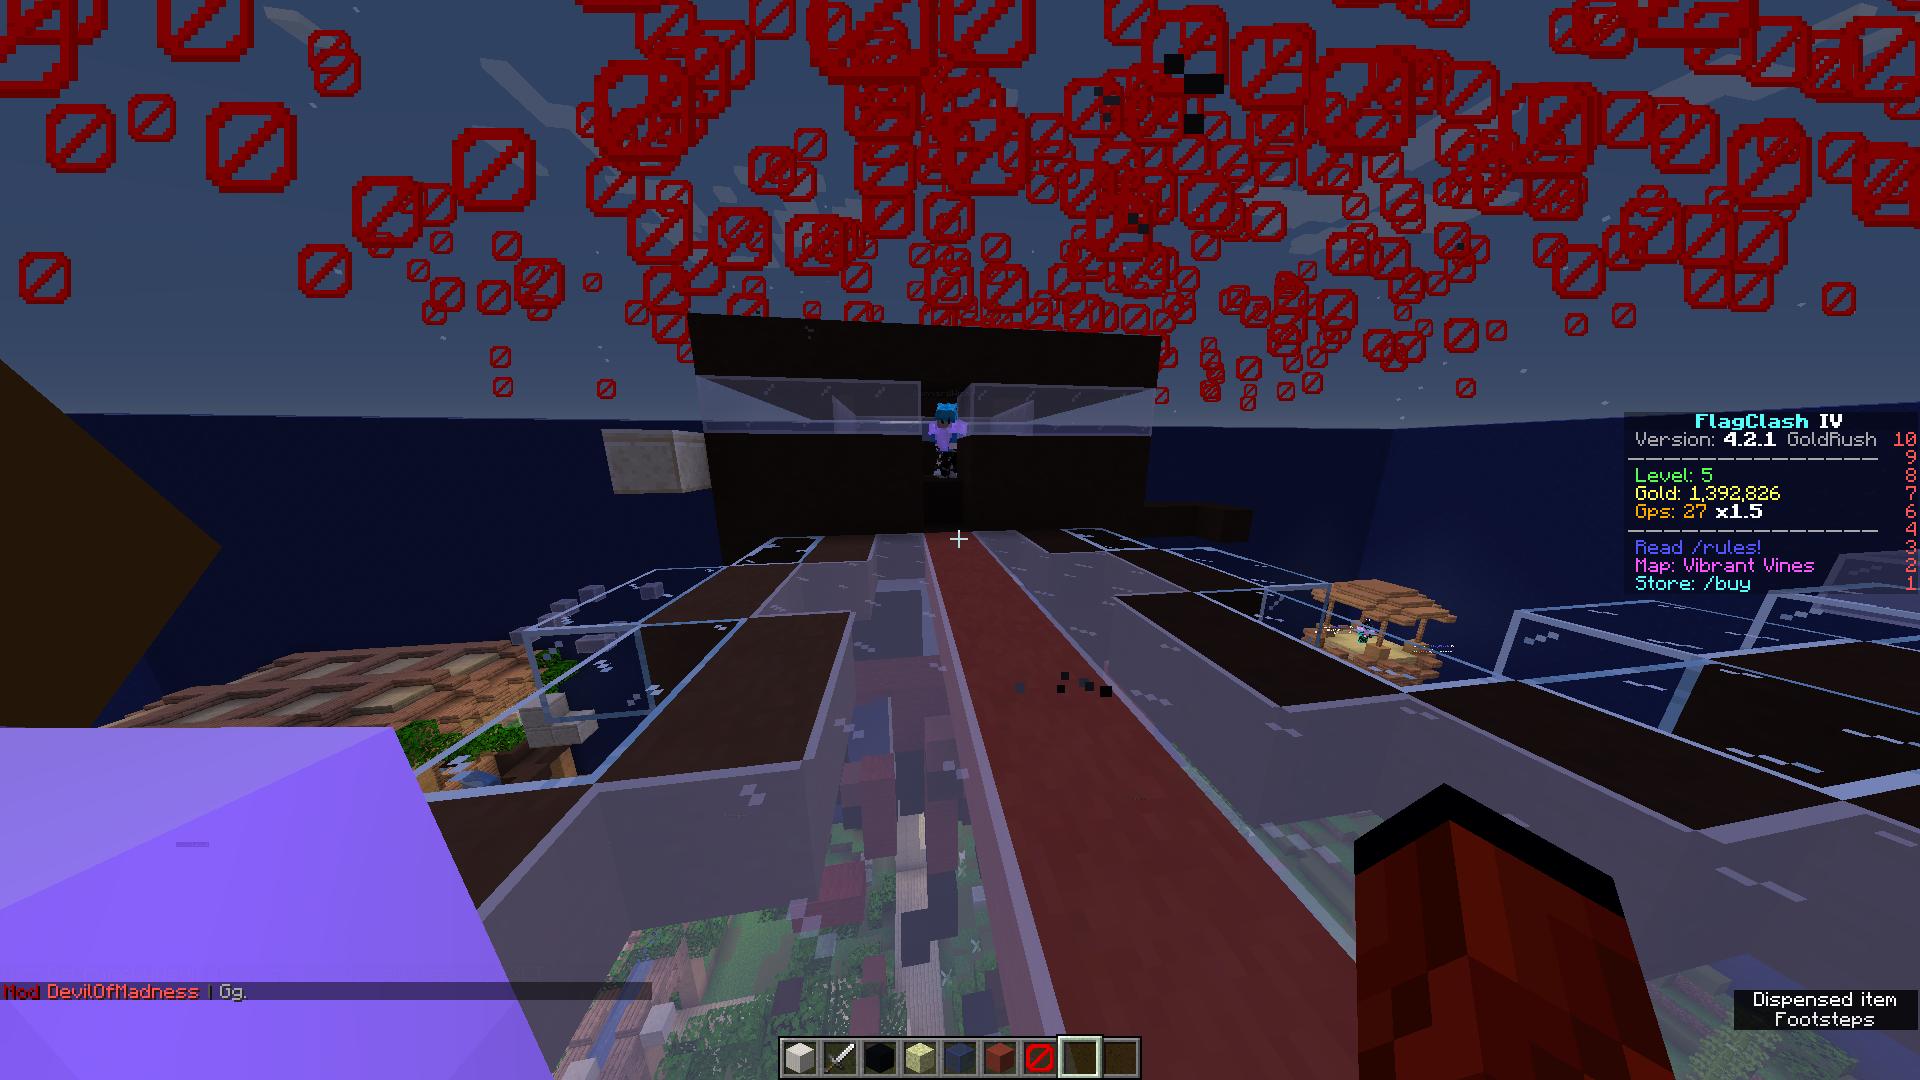 FlagClash IV
Version: 4.2.1 GoldRush 10
9
Level: 5 8
Gold: 1,392,826 7
Gps: 27 x1.5 6
4
Read /rules! 3
Map: Vibrant Vines 2
Store: /buy 1
Mod DevilOfMadness | Gg.
Dispensed item
Footsteps